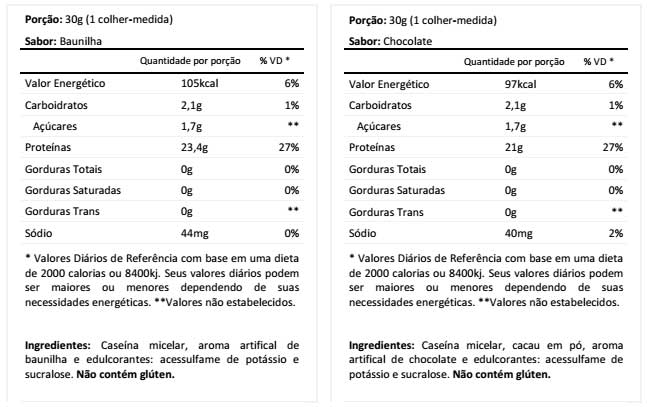 Porção: 30g (1 colher-medida)
Sabor: Baunilha
Quantidade por porção % VD *
Valor Energético 105kcal 6%
Carboidratos 2,1g 1%
Açúcares 1,7g **
Proteínas 23,4g 27%
Gorduras Totais 0g 0%
Gorduras Saturadas 0g 0%
Gorduras Trans 0g **
Sódio 44mg 0%
* Valores Diários de Referência com base em uma dieta
de 2000 calorias ou 8400kj. Seus valores diários podem
ser maiores ou menores dependendo de suas
necessidades energéticas. **Valores não estabelecidos.
Ingredientes: Caseína micelar, aroma artifical de
baunilha e edulcorantes: acessulfame de potássio e
sucralose. Não contém glúten.
Porção: 30g (1 colher-medida)
Sabor: Chocolate
Quantidade por porção % VD *
Valor Energético 97kcal 6%
Carboidratos 2,1g 1%
Açúcares 1,7g **
Proteínas 21g 27%
Gorduras Totais 0g 0%
Gorduras Saturadas 0g 0%
Gorduras Trans 0g **
Sódio 40mg 2%
* Valores Diários de Referência com base em uma dieta
de 2000 calorias ou 8400kj. Seus valores diários podem
ser maiores ou menores dependendo de suas
necessidades energéticas. **Valores não estabelecidos.
Ingredientes: Caseína micelar, cacau em pó, aroma
artifical de chocolate e edulcorantes: acessulfame de
potássio e sucralose. Não contém glúten.